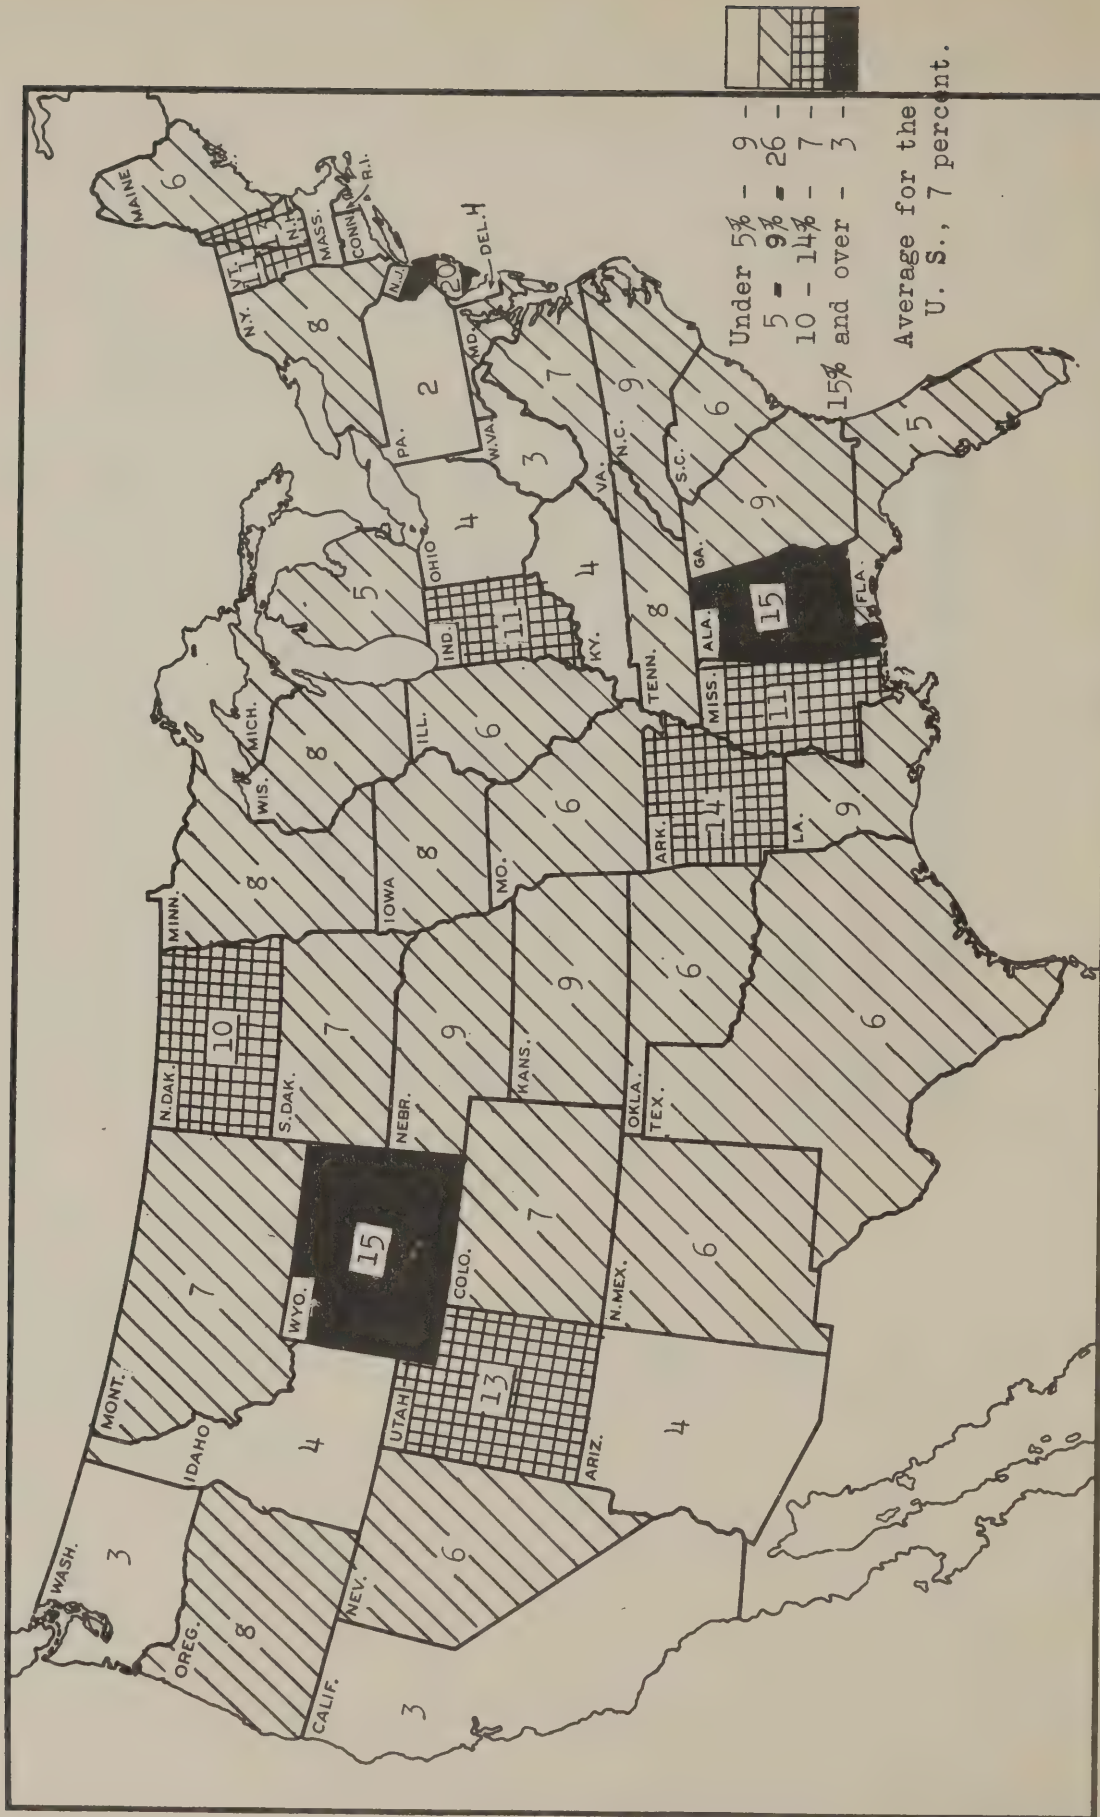 WASH.
3
OREG.
8
CALIF.
3
IDAHO
4
NEV.
6
MONT.
7
WYO.
15
UTAH
13
ARIZ.
4
COLO.
7
N.MEX.
6
N.DAK.
10
S.DAK.
7
NEBR.
9
KANS.
9
OKLA.
6
TEX.
6
MINN.
8
IOWA
8
MO.
6
ARK.
14
LA.
9
WIS.
8
MICH.
5
ILL.
6
IND.
11
OHIO
4
KY.
4
TENN.
8
MISS.
11
ALA.
15
GA.
9
FLA.
5
S.C.
6
N.C.
9
VA.
7
W.VA.
3
MD.
DEL. 4
PA.
2
N.J.
20
N.Y.
8
VT.
11
N.H.
13
MAINE
6
MASS.
CONN.
R.I.
Under 5% - 9 -
5 - 9% - 26 -
10 - 14% - 7 -
15% and over - 3 -
Average for the
U. S., 7 percent.